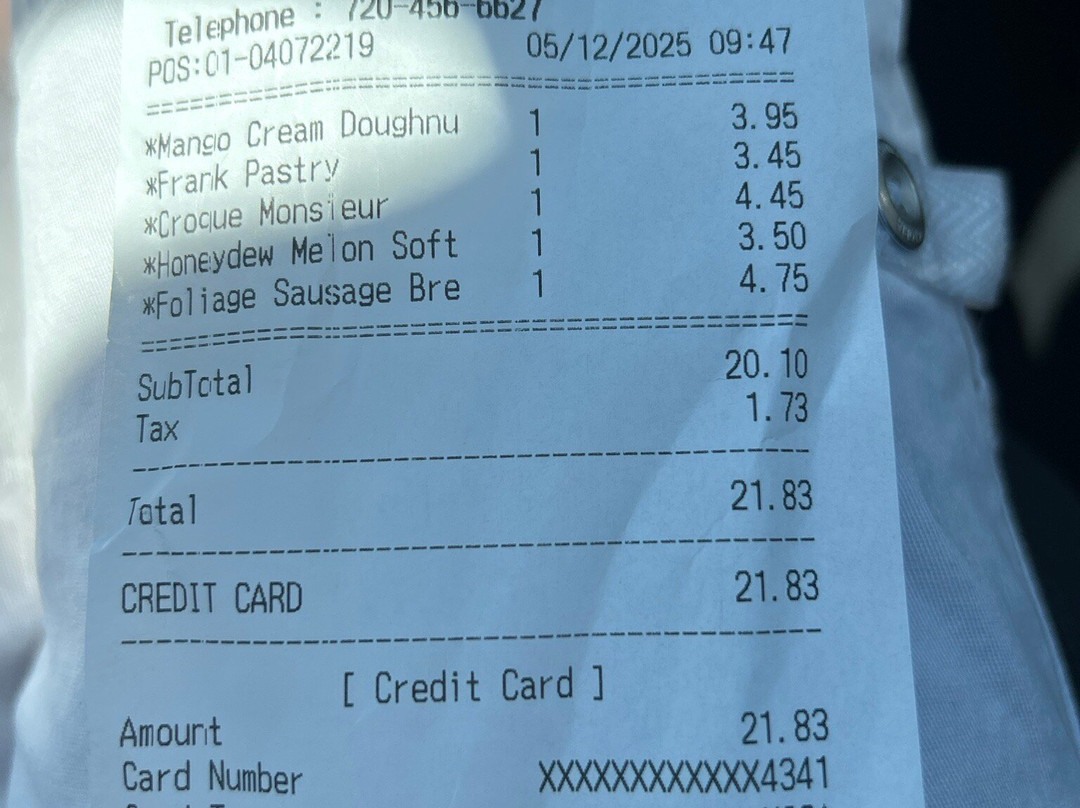 Telephone : 720-456-6627
POS:01-04072219 05/12/2025 09:47
*Mango Cream Doughnu 1 3.95
*Frank Pastry 1 3.45
*Croque Monsieur 1 4.45
*Honeydew Melon Soft 1 3.50
*Foliage Sausage Bre 1 4.75
SubTotal 20.10
Tax 1.73
Total 21.83
CREDIT CARD 21.83
[ Credit Card ]
Amount 21.83
Card Number XXXXXXXXXXXX4341